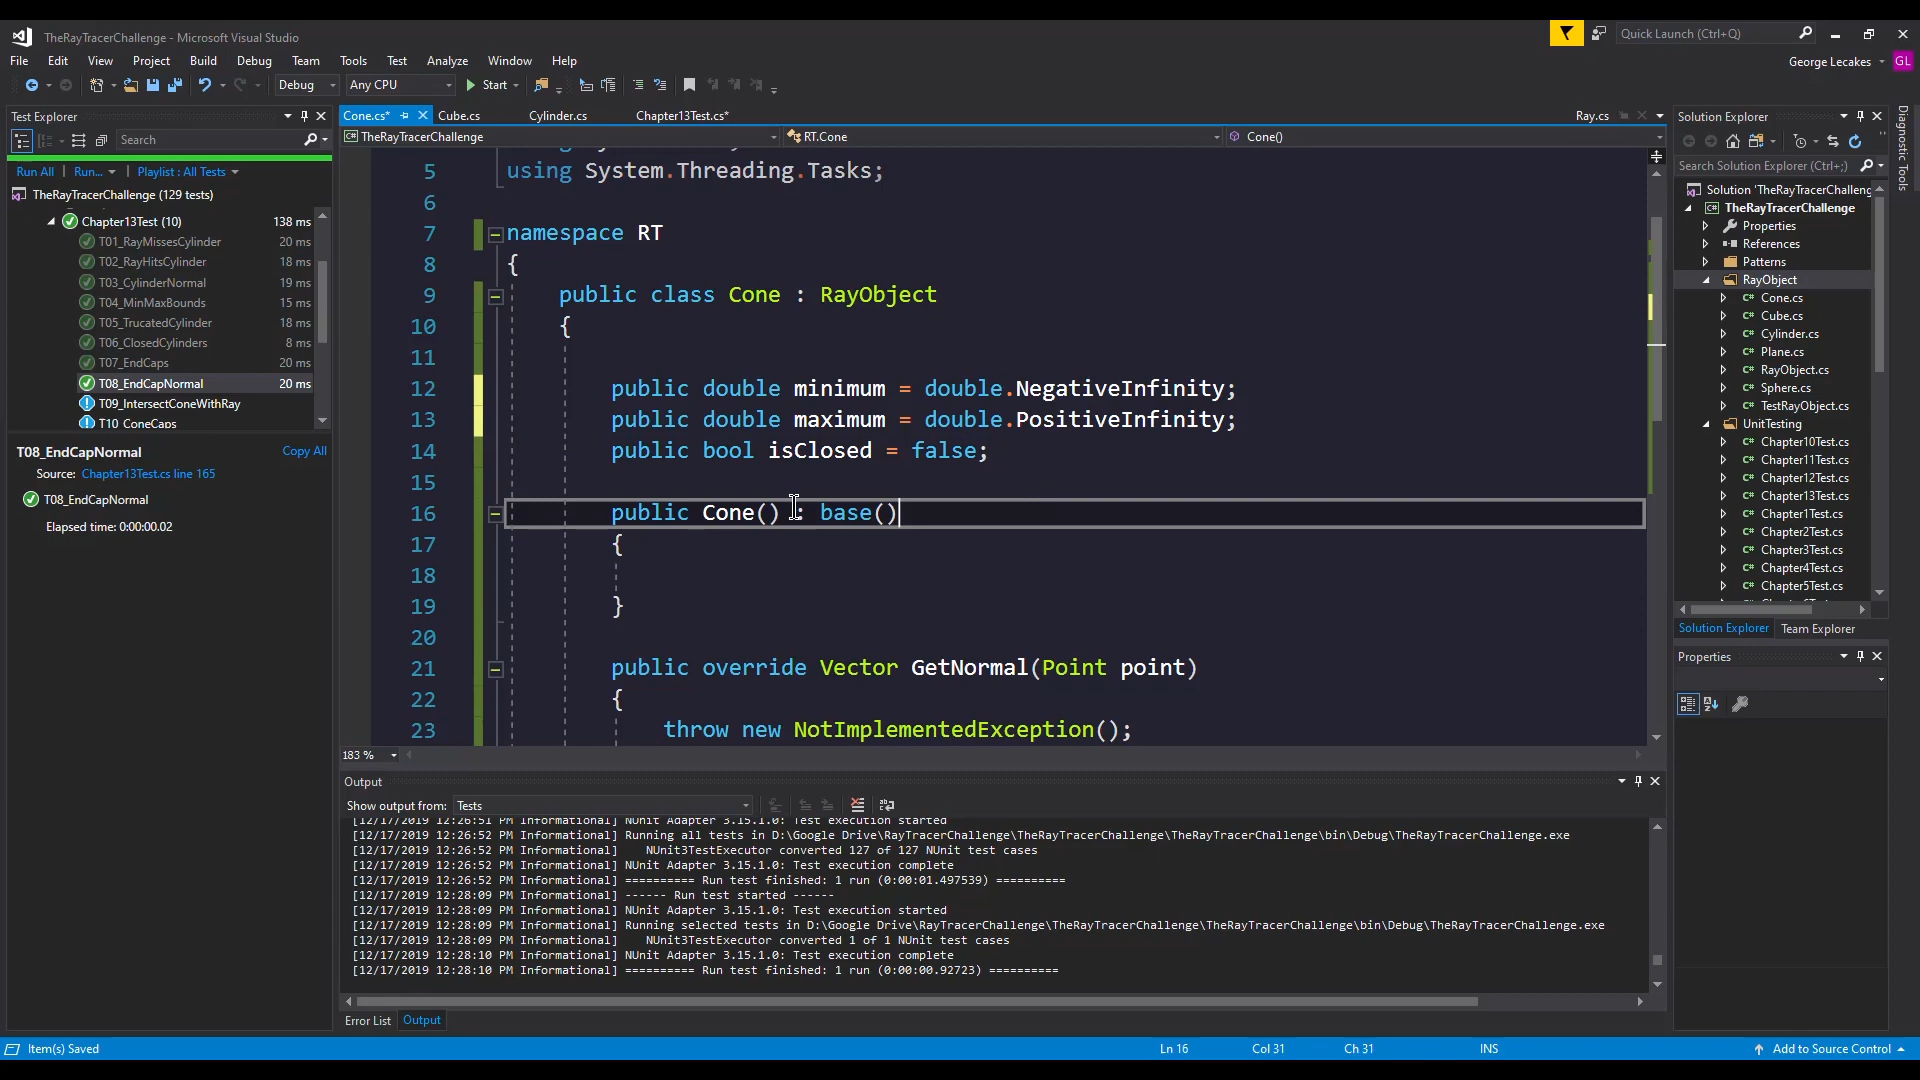 TheRayTracerChallenge - Microsoft Visual Studio
Quick Launch (Ctrl+Q)
File Edit View Project Build Debug Team Tools Test Analyze Window Help
George Lecakes GL
Debug Any CPU Start
Test Explorer
Search
Run All | Run... | Playlist : All Tests
TheRayTracerChallenge (129 tests)
Chapter13Test (10) 138 ms
T01_RayMissesCylinder 20 ms
T02_RayHitsCylinder 18 ms
T03_CylinderNormal 19 ms
T04_MinMaxBounds 15 ms
T05_TrucatedCylinder 18 ms
T06_ClosedCylinders 8 ms
T07_EndCaps 20 ms
T08_EndCapNormal 20 ms
T09_IntersectConeWithRay
T10 ConeCaps
T08_EndCapNormal Copy All
Source: Chapter13Test.cs line 165
T08_EndCapNormal
Elapsed time: 0:00:00.02
Cone.cs* Cube.cs Cylinder.cs Chapter13Test.cs* Ray.cs
TheRayTracerChallenge RT.Cone Cone()
5 using System.Threading.Tasks;
6
7 namespace RT
8 {
9 public class Cone : RayObject
10 {
11
12 public double minimum = double.NegativeInfinity;
13 public double maximum = double.PositiveInfinity;
14 public bool isClosed = false;
15
16 public Cone() : base()
17 {
18
19 }
20
21 public override Vector GetNormal(Point point)
22 {
23 throw new NotImplementedException();
183 %
Output
Show output from: Tests
[12/17/2019 12:26:51 PM Informational] NUnit Adapter 3.15.1.0: Test execution started
[12/17/2019 12:26:52 PM Informational] Running all tests in D:\Google Drive\RayTracerChallenge\TheRayTracerChallenge\TheRayTracerChallenge\bin\Debug\TheRayTracerChallenge.exe
[12/17/2019 12:26:52 PM Informational] NUnit3TestExecutor converted 127 of 127 NUnit test cases
[12/17/2019 12:26:52 PM Informational] NUnit Adapter 3.15.1.0: Test execution complete
[12/17/2019 12:26:52 PM Informational] ========== Run test finished: 1 run (0:00:01.497539) ==========
[12/17/2019 12:28:09 PM Informational] ------ Run test started ------
[12/17/2019 12:28:09 PM Informational] NUnit Adapter 3.15.1.0: Test execution started
[12/17/2019 12:28:09 PM Informational] Running selected tests in D:\Google Drive\RayTracerChallenge\TheRayTracerChallenge\TheRayTracerChallenge\bin\Debug\TheRayTracerChallenge.exe
[12/17/2019 12:28:09 PM Informational] NUnit3TestExecutor converted 1 of 1 NUnit test cases
[12/17/2019 12:28:10 PM Informational] NUnit Adapter 3.15.1.0: Test execution complete
[12/17/2019 12:28:10 PM Informational] ========== Run test finished: 1 run (0:00:00.92723) ==========
Error List Output
Solution Explorer
Search Solution Explorer (Ctrl+;)
Solution 'TheRayTracerChalleng
TheRayTracerChallenge
Properties
References
Patterns
RayObject
Cone.cs
Cube.cs
Cylinder.cs
Plane.cs
RayObject.cs
Sphere.cs
TestRayObject.cs
UnitTesting
Chapter10Test.cs
Chapter11Test.cs
Chapter12Test.cs
Chapter13Test.cs
Chapter1Test.cs
Chapter2Test.cs
Chapter3Test.cs
Chapter4Test.cs
Chapter5Test.cs
Solution Explorer Team Explorer
Properties
Diagnostic Tools
Item(s) Saved Ln 16 Col 31 Ch 31 INS Add to Source Control